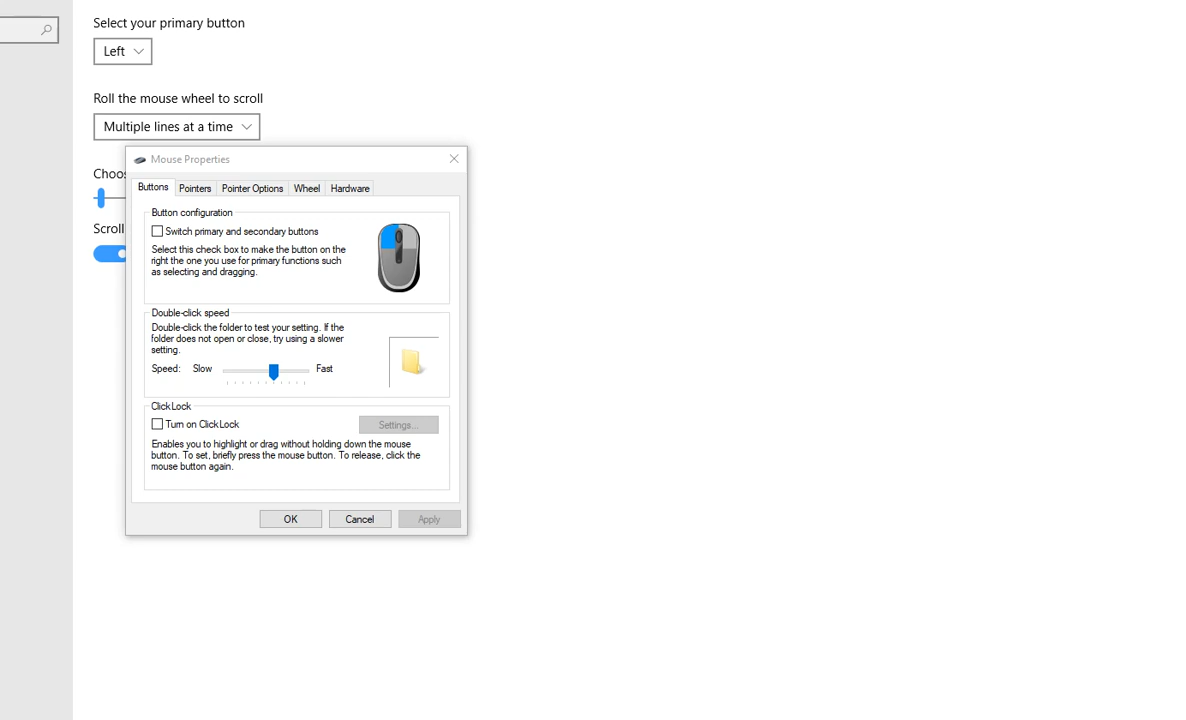 Select your primary button
Left
Roll the mouse wheel to scroll
Multiple lines at a time
Mouse Properties
Choos
Scroll
Buttons Pointers Pointer Options Wheel Hardware
Button configuration
Switch primary and secondary buttons
Select this check box to make the button on the
right the one you use for primary functions such
as selecting and dragging.
Double-click speed
Double-click the folder to test your setting. If the
folder does not open or close, try using a slower
setting.
Speed: Slow Fast
ClickLock
Turn on ClickLock
Settings...
Enables you to highlight or drag without holding down the mouse
button. To set, briefly press the mouse button. To release, click the
mouse button again.
OK Cancel Apply